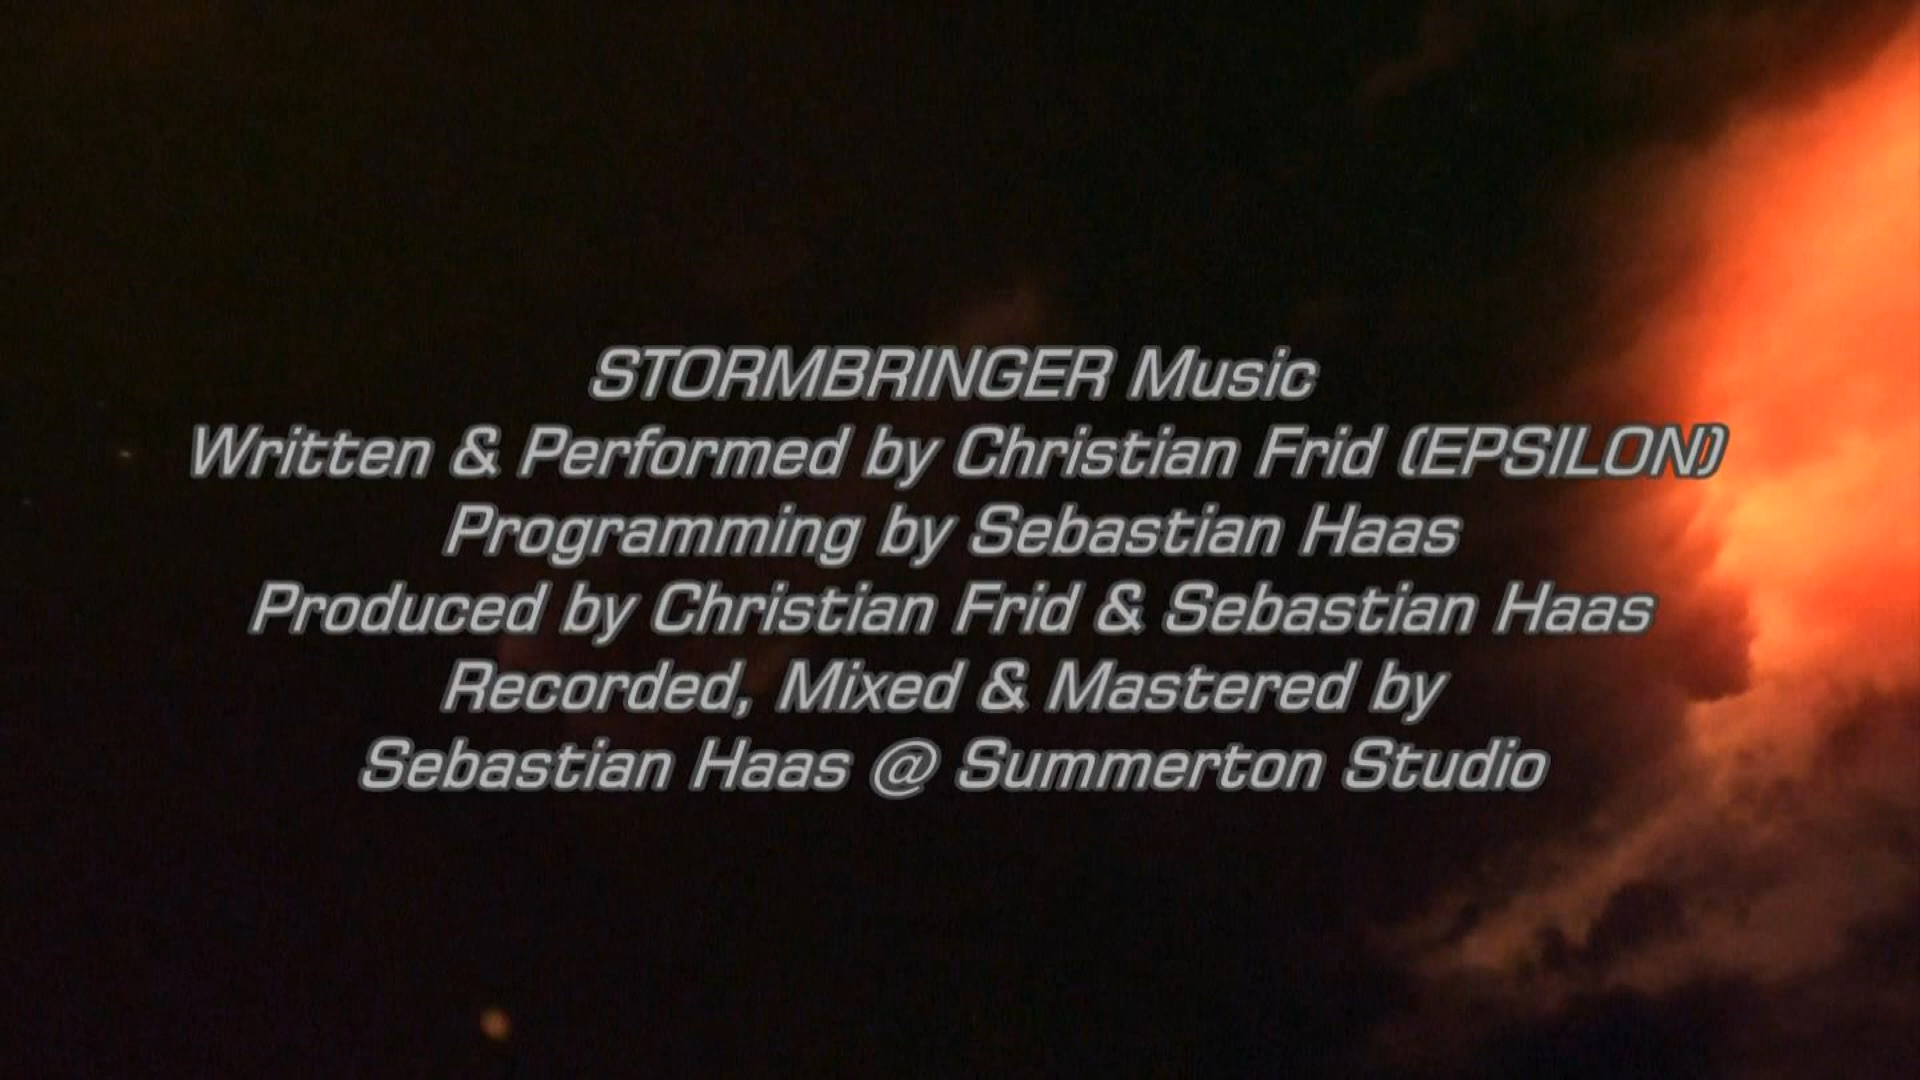 STORMBRINGER Music
Written & Performed by Christian Frid (EPSILON)
Programming by Sebastian Haas
Produced by Christian Frid & Sebastian Haas
Recorded, Mixed & Mastered by
Sebastian Haas @ Summerton Studio